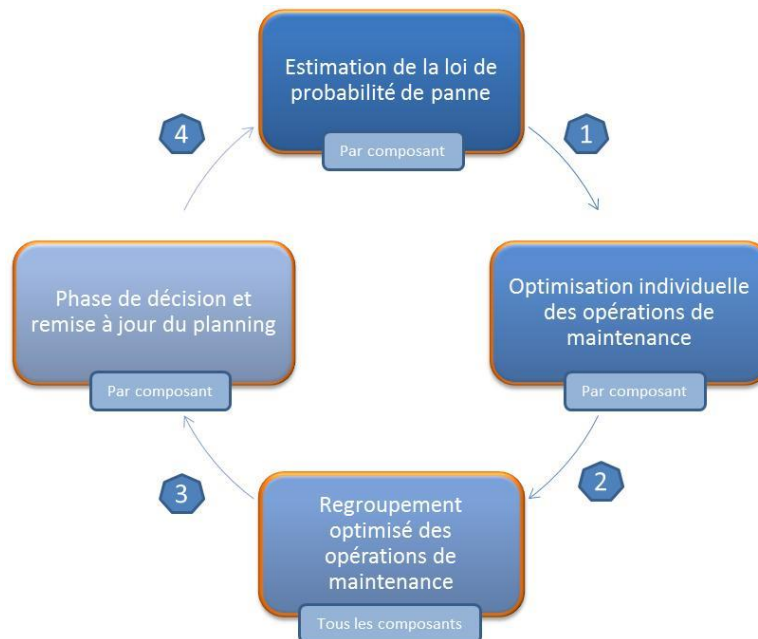 Estimation de la loi de
probabilité de panne
Par composant
1
Optimisation individuelle
des opérations de
maintenance
Par composant
2
Regroupement
optimisé des
opérations de
maintenance
Tous les composants
3
Phase de décision et
remise à jour du planning
Par composant
4